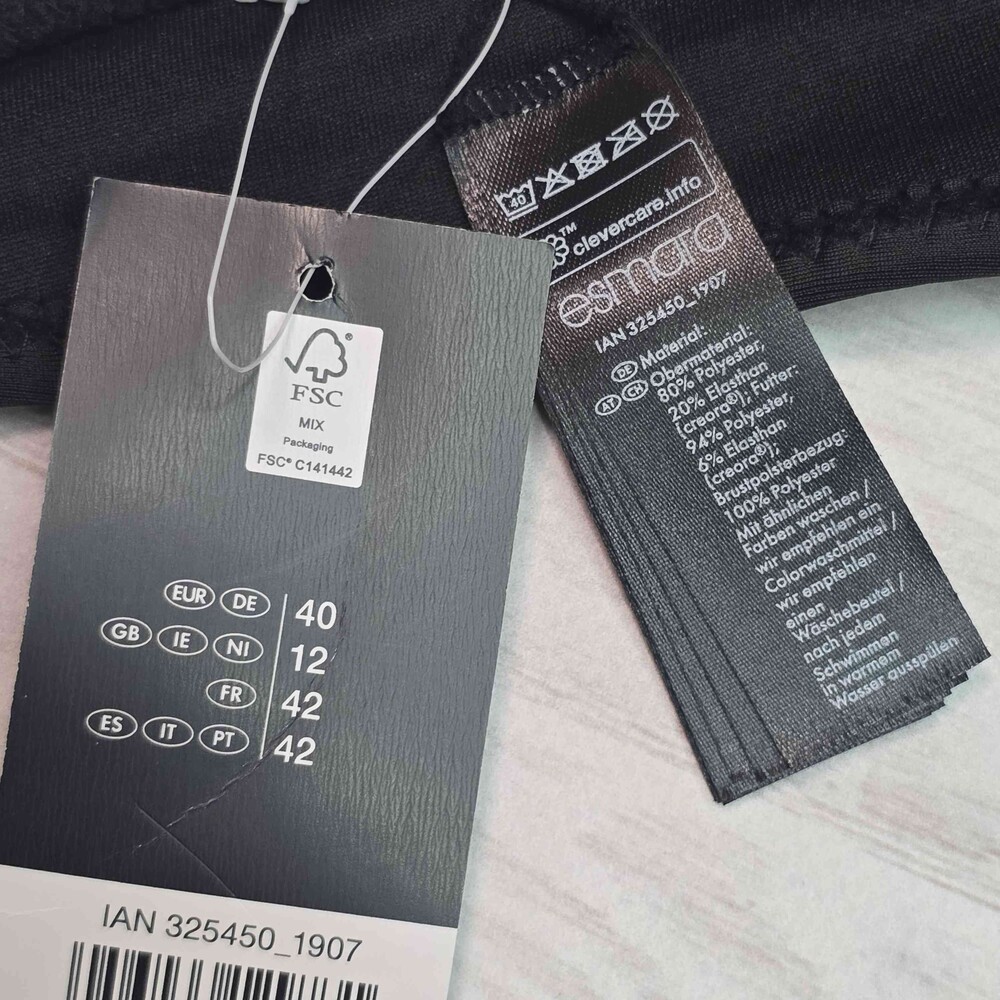 FSC®
MIX
Packaging
FSC® C141442
EUR DE 40
GB IE NI 12
FR 42
ES IT PT 42
IAN 325450_1907
40
™ clevercare.info
esmara
IAN 325450_1907
DE Material:
AT CH Obermaterial:
80% Polyester,
20% Elasthan
(creora®); Futter:
94% Polyester,
6% Elasthan
(creora®);
Brustpolsterbezug:
100% Polyester
Mit ähnlichen
Farben waschen /
wir empfehlen ein
Colorwaschmittel /
wir empfehlen
einen
Wäschebeutel /
nach jedem
Schwimmen
in warmem
Wasser ausspülen